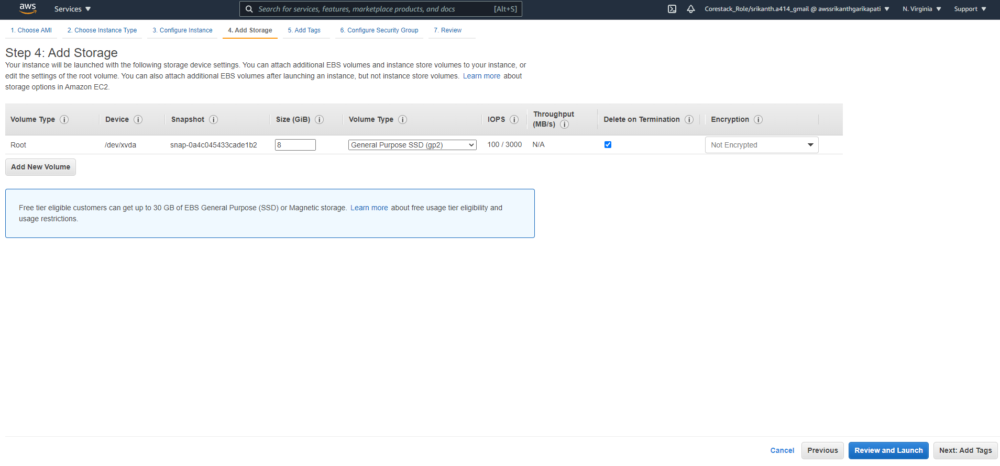 aws Services Search for services, features, marketplace products, and docs [Alt+S] Corestack_Role/srikanth.a414_gmail @ awssrikanthgarikapati N. Virginia Support
1. Choose AMI 2. Choose Instance Type 3. Configure Instance 4. Add Storage 5. Add Tags 6. Configure Security Group 7. Review
Step 4: Add Storage
Your instance will be launched with the following storage device settings. You can attach additional EBS volumes and instance store volumes to your instance, or
edit the settings of the root volume. You can also attach additional EBS volumes after launching an instance, but not instance store volumes. Learn more about
storage options in Amazon EC2.
Volume Type i Device i Snapshot i Size (GiB) i Volume Type i IOPS i Throughput (MB/s) i Delete on Termination i Encryption i
Root /dev/xvda snap-0a4c045433cade1b2 8 General Purpose SSD (gp2) 100 / 3000 N/A Not Encrypted
Add New Volume
Free tier eligible customers can get up to 30 GB of EBS General Purpose (SSD) or Magnetic storage. Learn more about free usage tier eligibility and
usage restrictions.
Cancel Previous Review and Launch Next: Add Tags